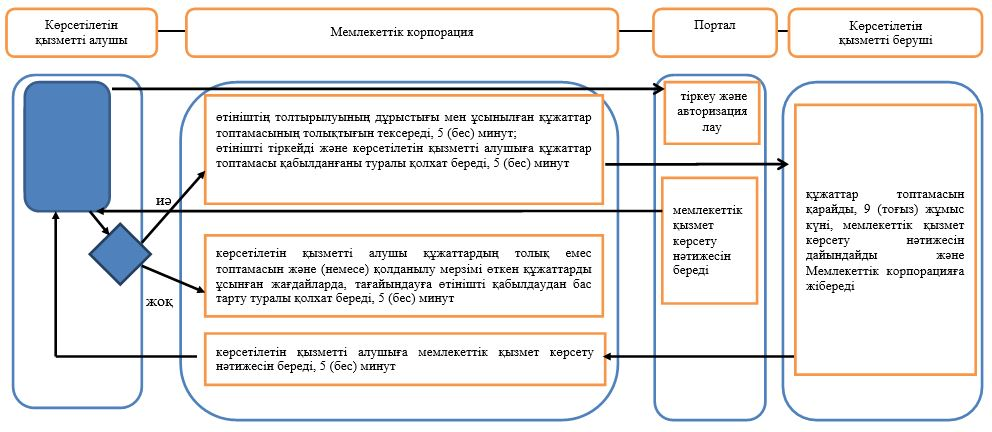 Көрсетілетін
қызметті алушы
Мемлекеттік корпорация
Портал
Көрсетілетін
қызметті беруші
өтініштің толтырылуының дұрыстығы мен ұсынылған құжаттар
топтамасының толықтығын тексереді, 5 (бес) минут;
өтінішті тіркейді және көрсетілетін қызметті алушыға құжаттар
топтамасы қабылданғаны туралы қолхат береді, 5 (бес) минут
тіркеу және
авторизация
лау
иә
мемлекеттік
қызмет
көрсету
нәтижесін
береді
құжаттар топтамасын
қарайды, 9 (тоғыз) жұмыс
күні, мемлекеттік қызмет
көрсету нәтижесін
дайындайды және
Мемлекеттік корпорацияға
жібереді
көрсетілетін қызметті алушы құжаттардың толық емес
топтамасын және (немесе) қолданылу мерзімі өткен құжаттарды
ұсынған жағдайларда, тағайындауға өтінішті қабылдаудан бас
тарту туралы қолхат береді, 5 (бес) минут
жоқ
көрсетілетін қызметті алушыға мемлекеттік қызмет көрсету
нәтижесін береді, 5 (бес) минут